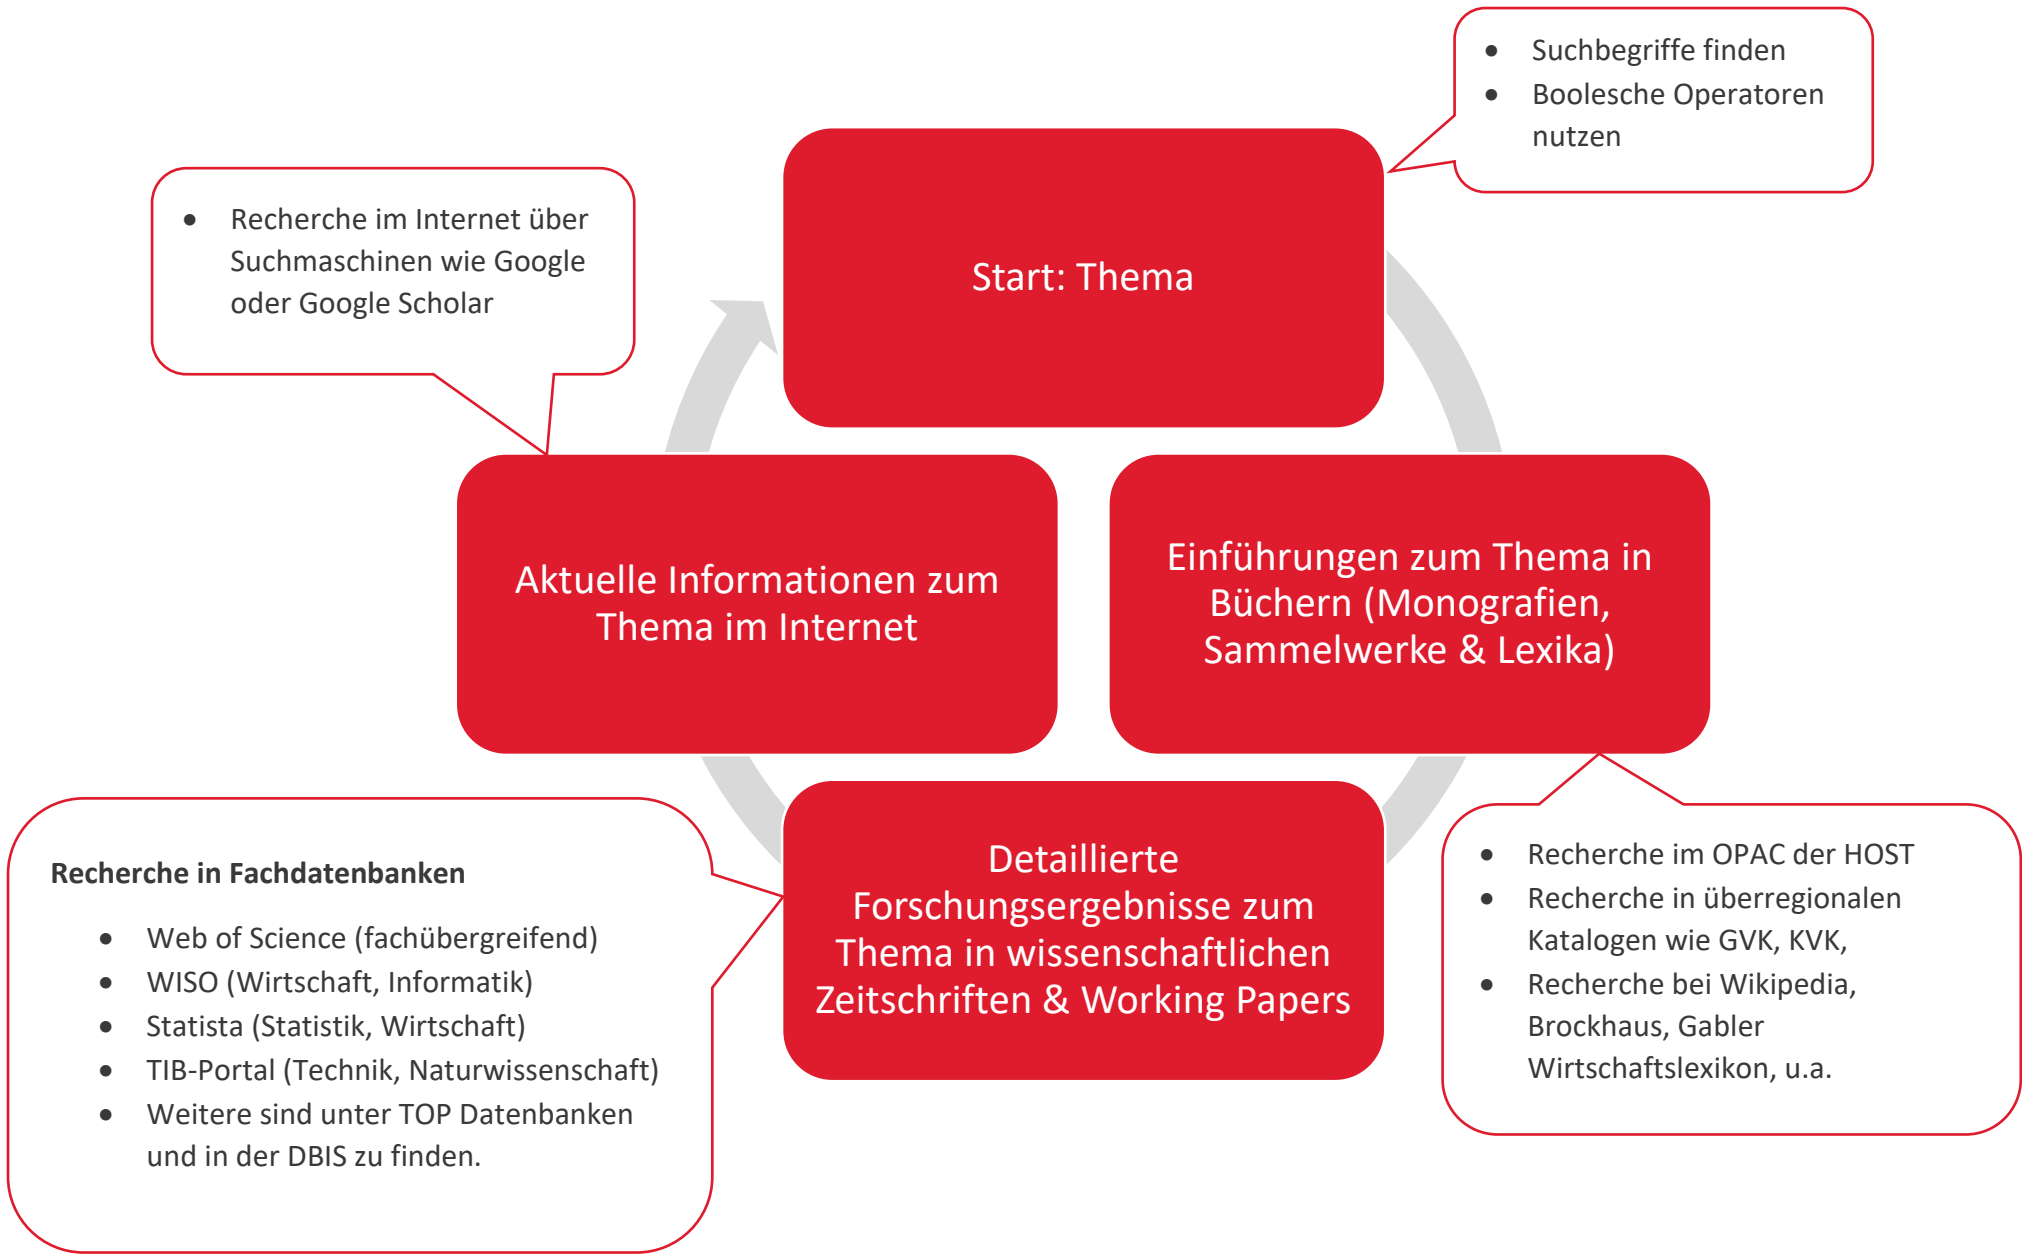 Suchbegriffe finden
Boolesche Operatoren
nutzen
Recherche im Internet über
Suchmaschinen wie Google
oder Google Scholar
Start: Thema
Aktuelle Informationen zum
Thema im Internet
Einführungen zum Thema in
Büchern (Monografien,
Sammelwerke & Lexika)
Detaillierte
Forschungsergebnisse zum
Thema in wissenschaftlichen
Zeitschriften & Working Papers
Recherche in Fachdatenbanken
Web of Science (fachübergreifend)
WISO (Wirtschaft, Informatik)
Statista (Statistik, Wirtschaft)
TIB-Portal (Technik, Naturwissenschaft)
Weitere sind unter TOP Datenbanken
und in der DBIS zu finden.
Recherche im OPAC der HOST
Recherche in überregionalen
Katalogen wie GVK, KVK,
Recherche bei Wikipedia,
Brockhaus, Gabler
Wirtschaftslexikon, u.a.